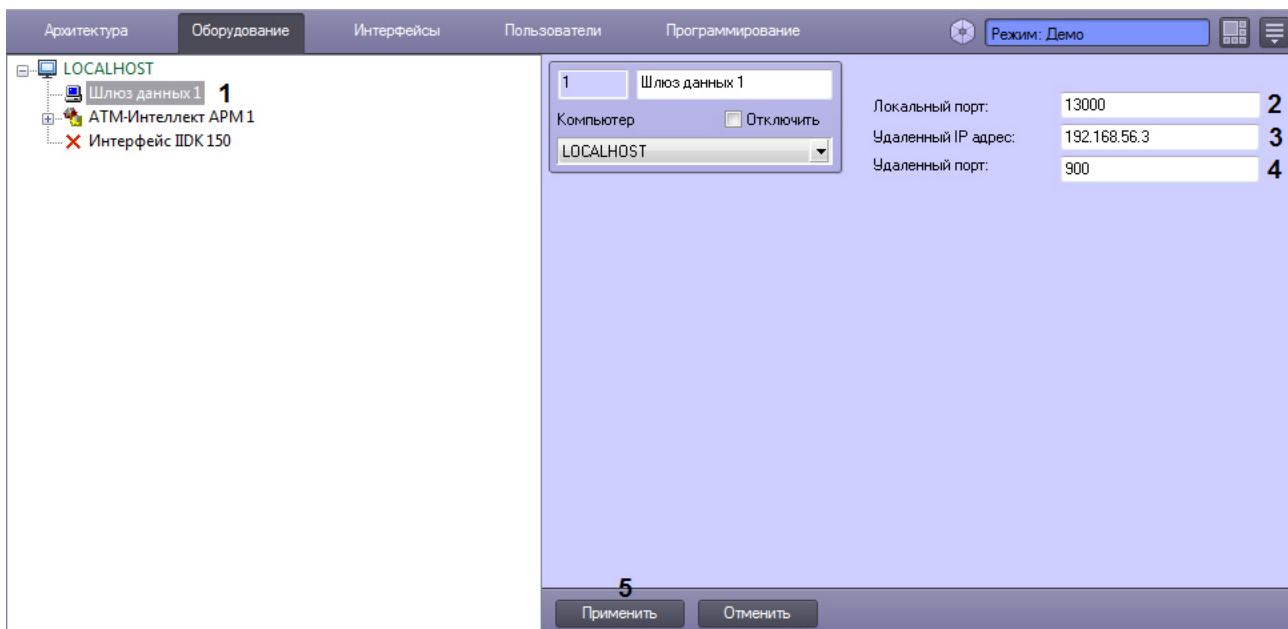 Архитектура Оборудование Интерфейсы Пользователи Программирование Режим: Демо
LOCALHOST
Шлюз данных 1 1
АТМ-Интеллект АРМ 1
Интерфейс IIDK 150
1 Шлюз данных 1
Компьютер Отключить
LOCALHOST
Локальный порт: 13000 2
Удаленный IP адрес: 192.168.56.3 3
Удаленный порт: 900 4
5
Применить Отменить